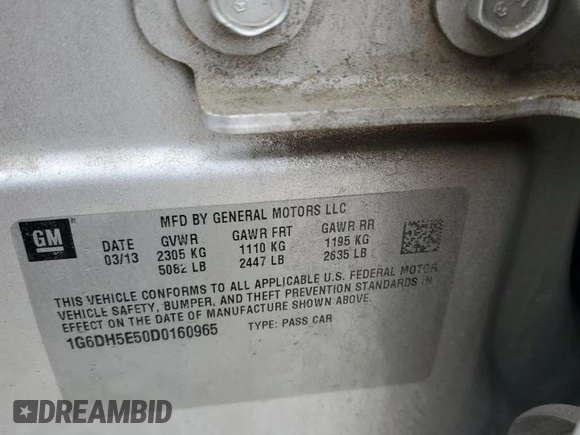 MFD BY GENERAL MOTORS LLC
GM
DATE GVWR GAWR FRT GAWR RR
03/13 2305 KG 1110 KG 1195 KG
5082 LB 2447 LB 2635 LB
THIS VEHICLE CONFORMS TO ALL APPLICABLE U.S. FEDERAL MOTOR
VEHICLE SAFETY, BUMPER, AND THEFT PREVENTION STANDARDS IN
EFFECT ON THE DATE OF MANUFACTURE SHOWN ABOVE.
1G6DH5E50D0160965 TYPE: PASS CAR
DREAMBID